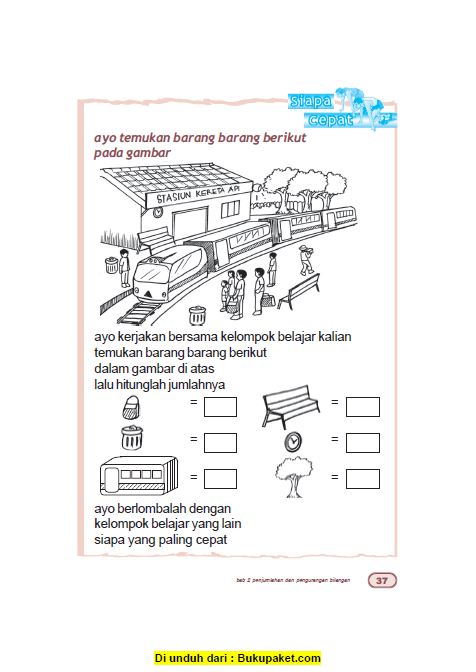 siapa
cepat
ayo temukan barang barang berikut
pada gambar
STASIUN KERETA API
ayo kerjakan bersama kelompok belajar kalian
temukan barang barang berikut
dalam gambar di atas
lalu hitunglah jumlahnya
= =
= =
= =
ayo berlombalah dengan
kelompok belajar yang lain
siapa yang paling cepat
bab 2 penjumlahan dan pengurangan bilangan 37
Di unduh dari : Bukupaket.com